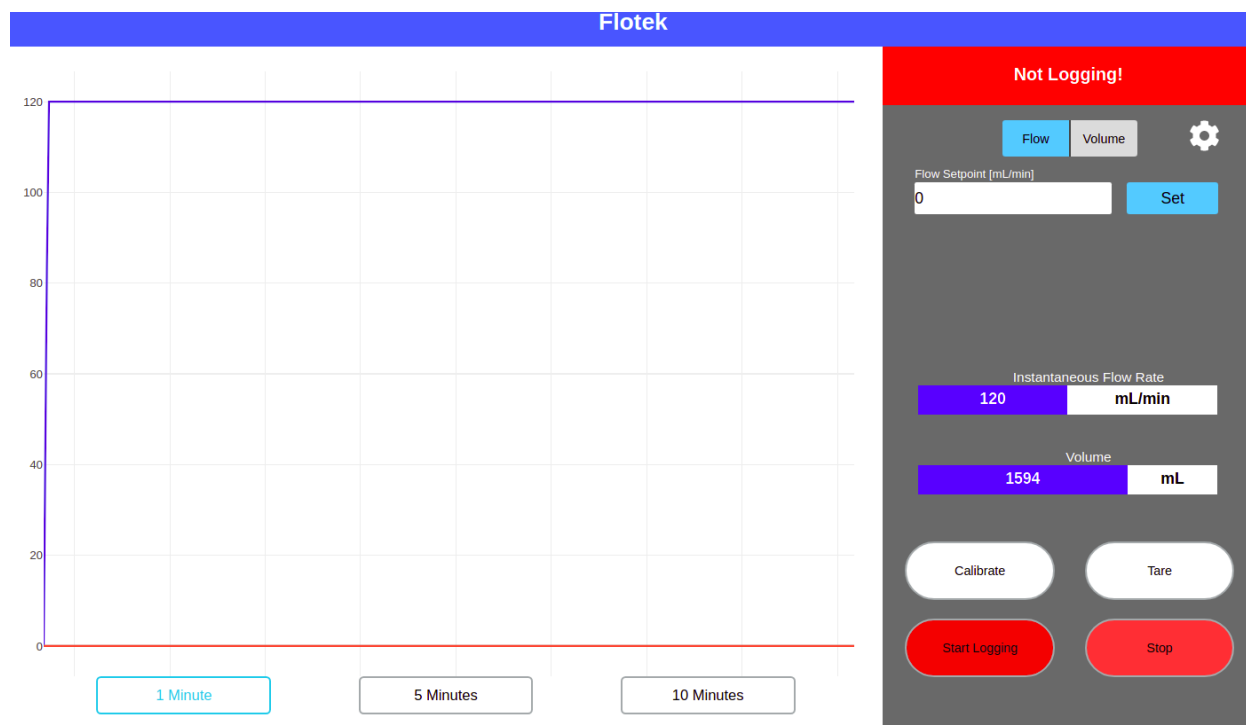 Flotek
Not Logging!
Flow Volume
Flow Setpoint [mL/min]
0 Set
120
100
80
60
40
20
0
Instantaneous Flow Rate
120 mL/min
Volume
1594 mL
Calibrate Tare
Start Logging Stop
1 Minute 5 Minutes 10 Minutes